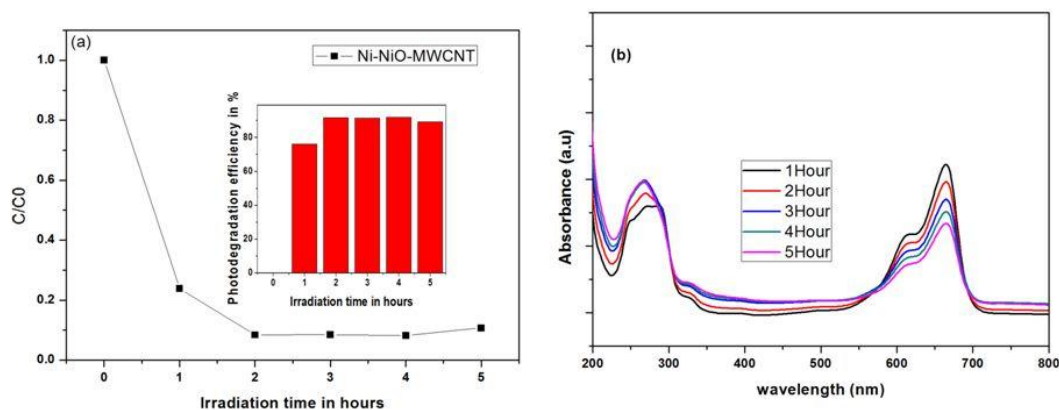 (a)
Ni-NiO-MWCNT
C/C0
1.0
0.8
0.6
0.4
0.2
0.0
0 1 2 3 4 5
Irradiation time in hours
Photodegradation efficiency in %
80
60
40
20
0
0 1 2 3 4 5
Irradiation time in hours
(b)
1Hour
2Hour
3Hour
4Hour
5Hour
Absorbance (a.u)
200 300 400 500 600 700 800
wavelength (nm)